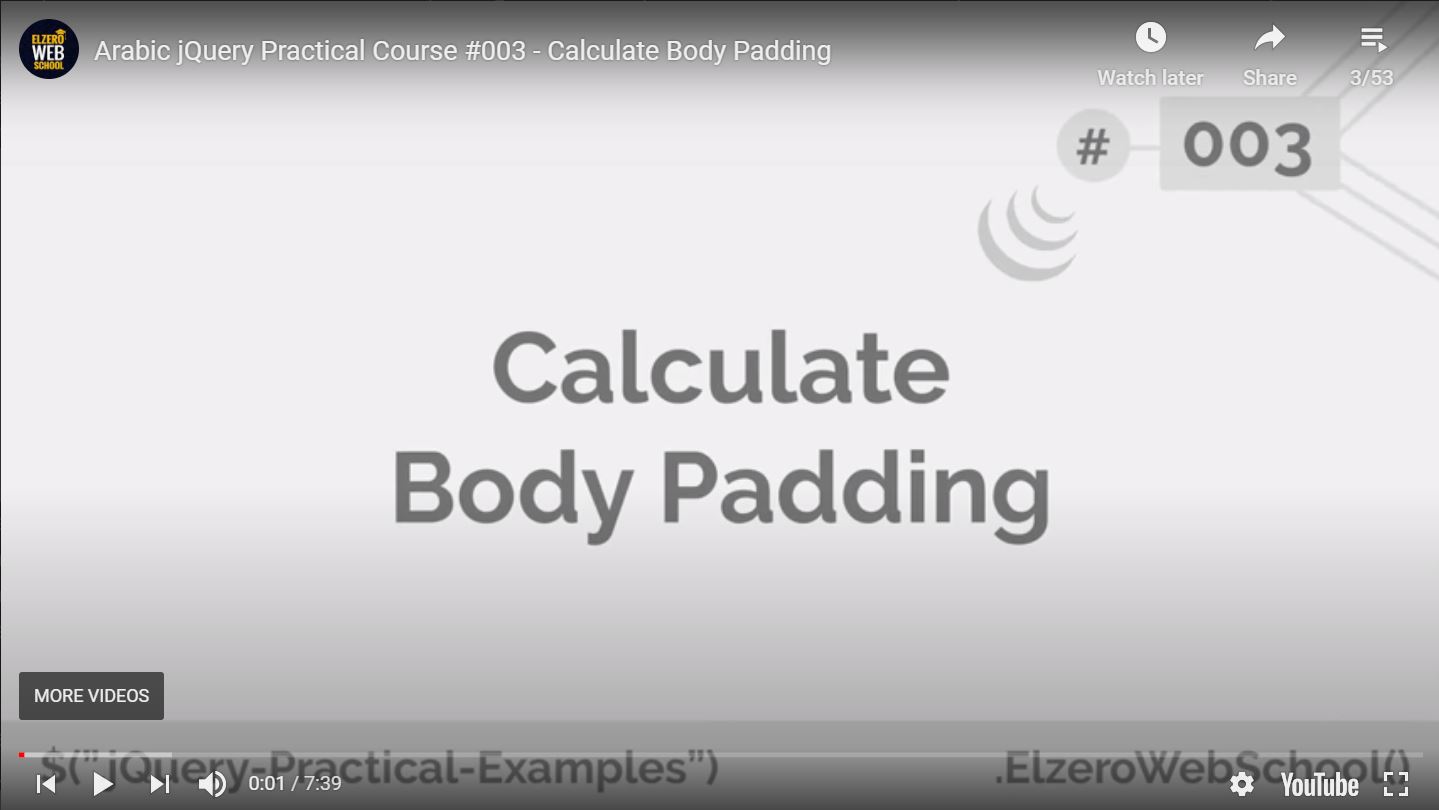 ELZERO
WEB
SCHOOL
Arabic jQuery Practical Course #003 - Calculate Body Padding
Watch later
Share
3/53
# 003
Calculate
Body Padding
MORE VIDEOS
$("jQuery-Practical-Examples")
.ElzeroWebSchool()
0:01 / 7:39
YouTube